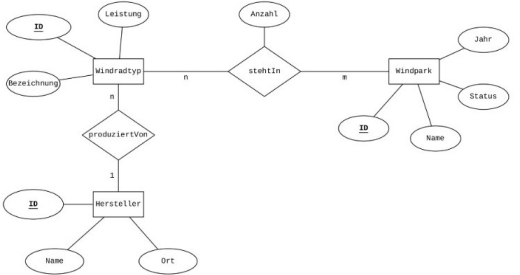 Leistung
Anzahl
ID
Jahr
Windradtyp
n
stehtIn
m
Windpark
Bezeichnung
Status
n
ID
Name
produziertVon
1
ID
Hersteller
Name
Ort